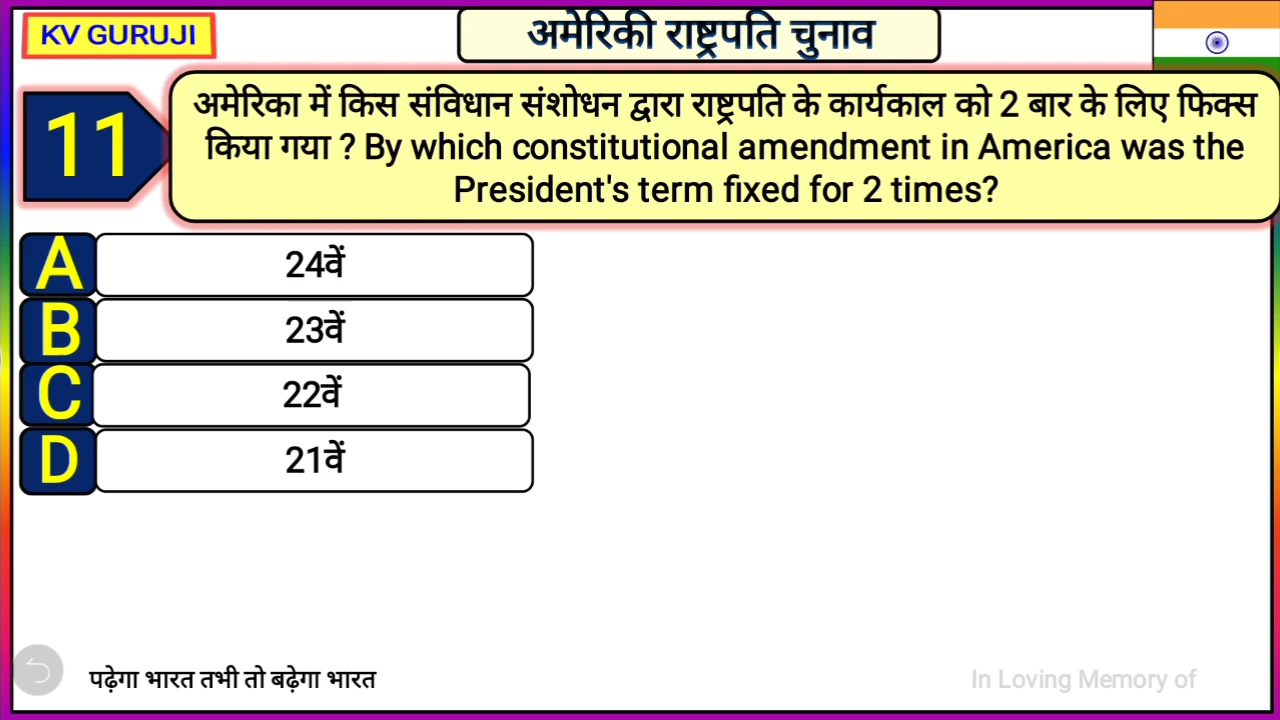 KV GURUJI
अमेरिकी राष्ट्रपति चुनाव
11
अमेरिका में किस संविधान संशोधन द्वारा राष्ट्रपति के कार्यकाल को 2 बार के लिए फिक्स
किया गया ? By which constitutional amendment in America was the
President's term fixed for 2 times?
A 24वें
B 23वें
C 22वें
D 21वें
पढ़ेगा भारत तभी तो बढ़ेगा भारत
In Loving Memory of